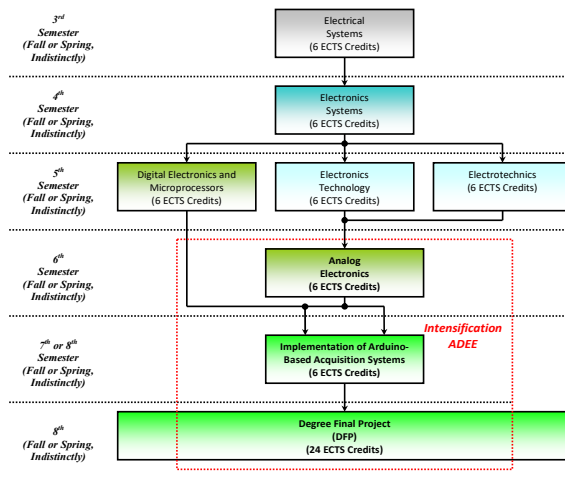 3rd
Semester
(Fall or Spring,
Indistinctly)
Electrical
Systems
(6 ECTS Credits)
4th
Semester
(Fall or Spring,
Indistinctly)
Electronics
Systems
(6 ECTS Credits)
5th
Semester
(Fall or Spring,
Indistinctly)
Digital Electronics and
Microprocessors
(6 ECTS Credits)
Electronics
Technology
(6 ECTS Credits)
Electrotechnics
(6 ECTS Credits)
6th
Semester
(Fall or Spring,
Indistinctly)
Analog
Electronics
(6 ECTS Credits)
7th or 8th
Semester
(Fall or Spring,
Indistinctly)
Implementation of Arduino-
Based Acquisition Systems
(6 ECTS Credits)
Intensification
ADEE
8th
(Fall or Spring,
Indistinctly)
Degree Final Project
(DFP)
(24 ECTS Credits)